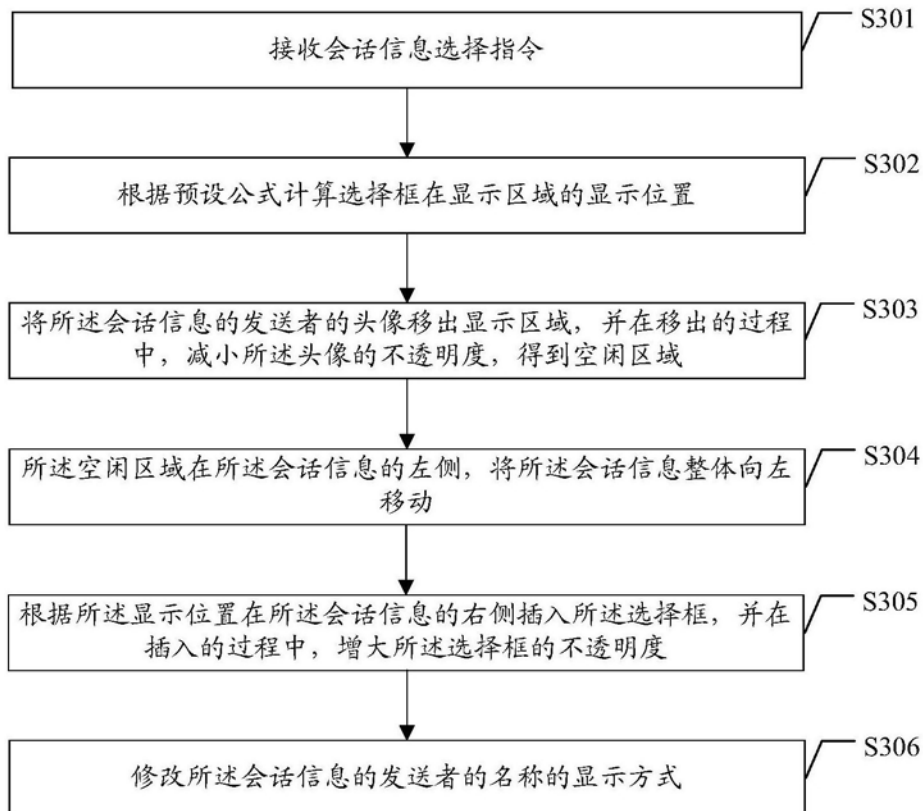 S301
接收会话信息选择指令
S302
根据预设公式计算选择框在显示区域的显示位置
S303
将所述会话信息的发送者的头像移出显示区域，并在移出的过程
中，减小所述头像的不透明度，得到空闲区域
S304
所述空闲区域在所述会话信息的左侧，将所述会话信息整体向左
移动
S305
根据所述显示位置在所述会话信息的右侧插入所述选择框，并在
插入的过程中，增大所述选择框的不透明度
S306
修改所述会话信息的发送者的名称的显示方式